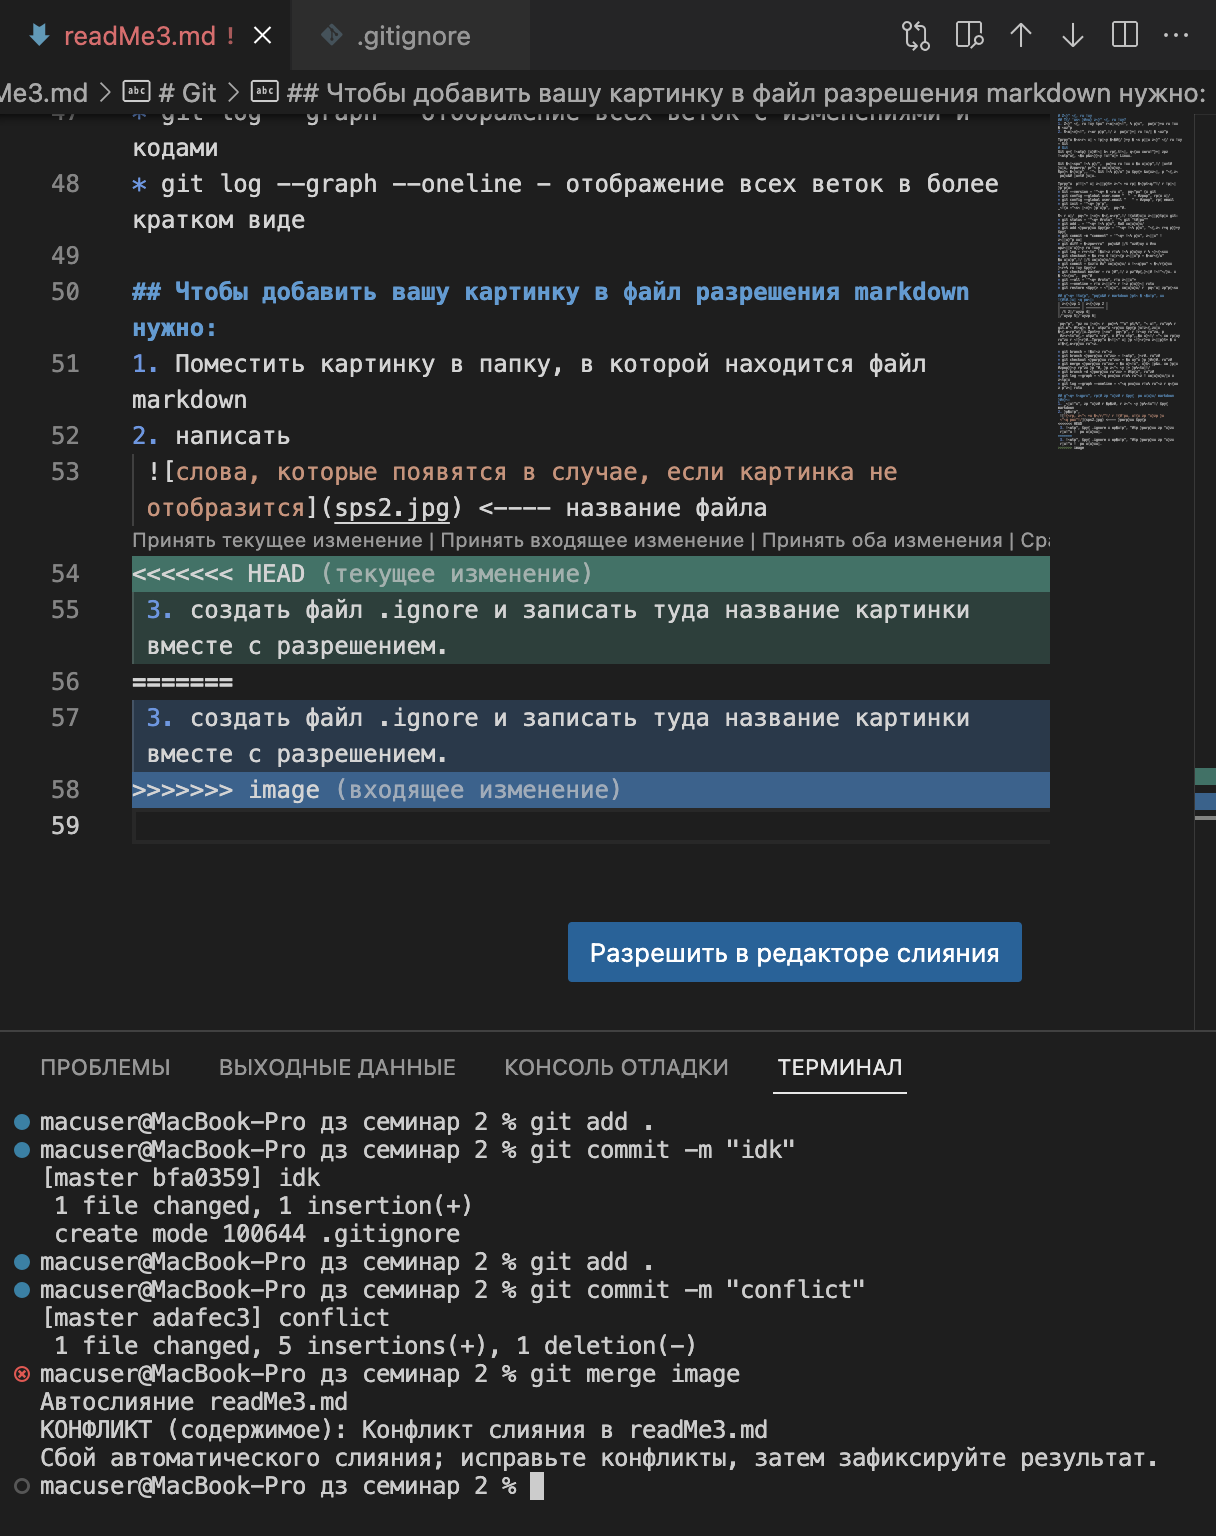 readMe3.md !
.gitignore
Me3.md > # Git > ## Чтобы добавить вашу картинку в файл разрешения markdown нужно:
47 * git log --graph - отображение всех веток с изменениями и
кодами
48 * git log --graph --oneline - отображение всех веток в более
кратком виде
49
50 ## Чтобы добавить вашу картинку в файл разрешения markdown
нужно:
51 1. Поместить картинку в папку, в которой находится файл
markdown
52 2. написать
53 ![слова, которые появятся в случае, если картинка не
отобразится](sps2.jpg) <---- название файла
Принять текущее изменение | Принять входящее изменение | Принять оба изменения | Сра
54 <<<<<<< HEAD (текущее изменение)
55 3. создать файл .ignore и записать туда название картинки
вместе с разрешением.
56 =======
57 3. создать файл .ignore и записать туда название картинки
вместе с разрешением.
58 >>>>>>> image (входящее изменение)
59
Разрешить в редакторе слияния
ПРОБЛЕМЫ ВЫХОДНЫЕ ДАННЫЕ КОНСОЛЬ ОТЛАДКИ ТЕРМИНАЛ
macuser@MacBook-Pro дз семинар 2 % git add .
macuser@MacBook-Pro дз семинар 2 % git commit -m "idk"
[master bfa0359] idk
1 file changed, 1 insertion(+)
create mode 100644 .gitignore
macuser@MacBook-Pro дз семинар 2 % git add .
macuser@MacBook-Pro дз семинар 2 % git commit -m "conflict"
[master adafec3] conflict
1 file changed, 5 insertions(+), 1 deletion(-)
macuser@MacBook-Pro дз семинар 2 % git merge image
Автослияние readMe3.md
КОНФЛИКТ (содержимое): Конфликт слияния в readMe3.md
Сбой автоматического слияния; исправьте конфликты, затем зафиксируйте результат.
macuser@MacBook-Pro дз семинар 2 %